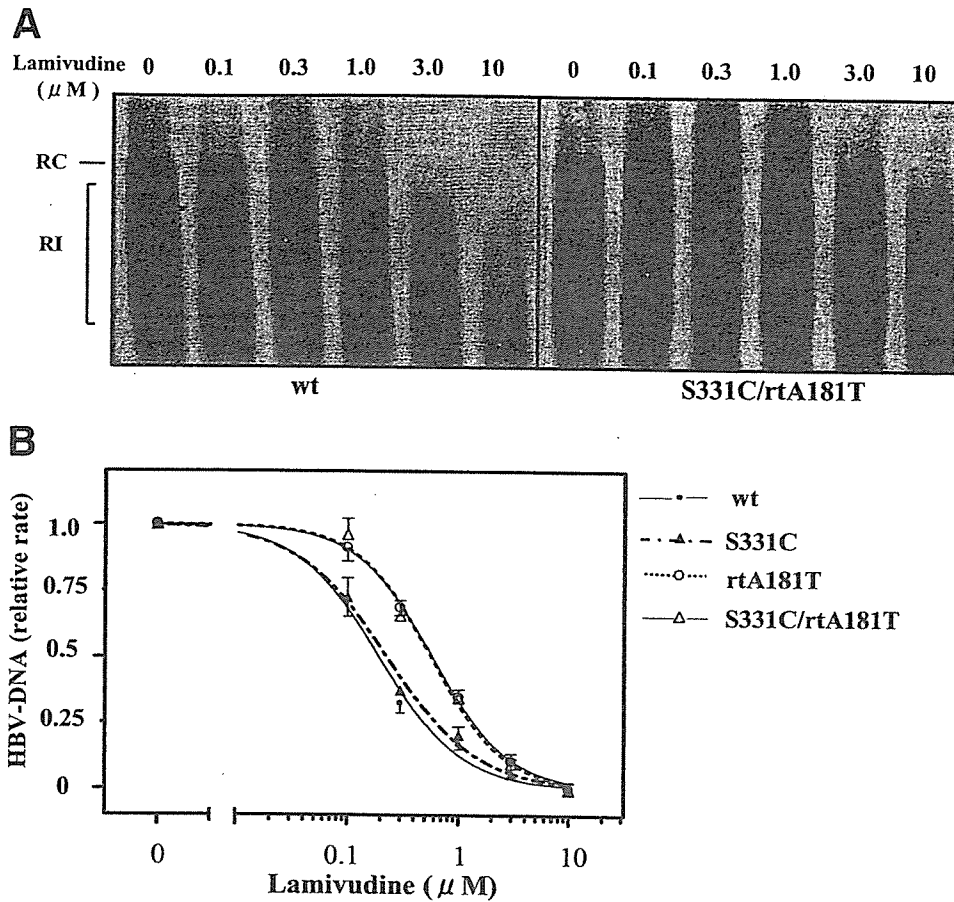 A
Lamivudine 0 0.1 0.3 1.0 3.0 10 0 0.1 0.3 1.0 3.0 10
(μM)
RC
RI
wt S331C/rtA181T
B
HBV-DNA (relative rate)
1.0
0.75
0.5
0.25
0
0 0.1 1 10
Lamivudine (μM)
wt
S331C
rtA181T
S331C/rtA181T